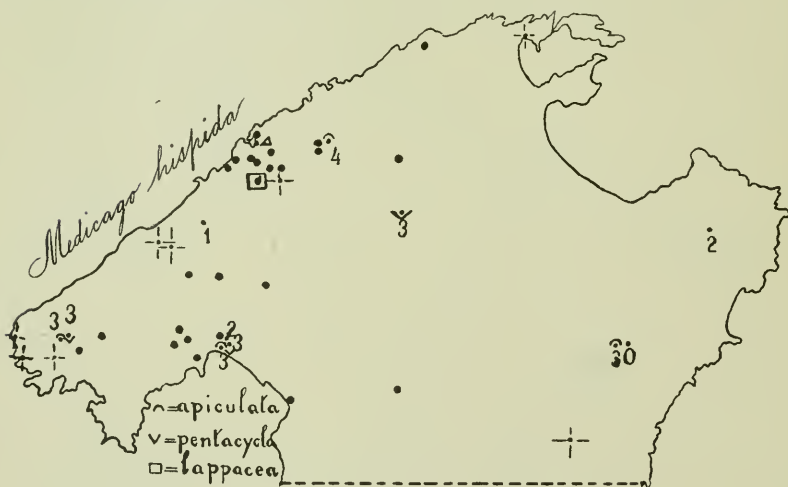 Medicago hispida
4
3
1
2
3 3
2
3
3
30
⌒=apiculata
v=pentacycla
□=lappacea